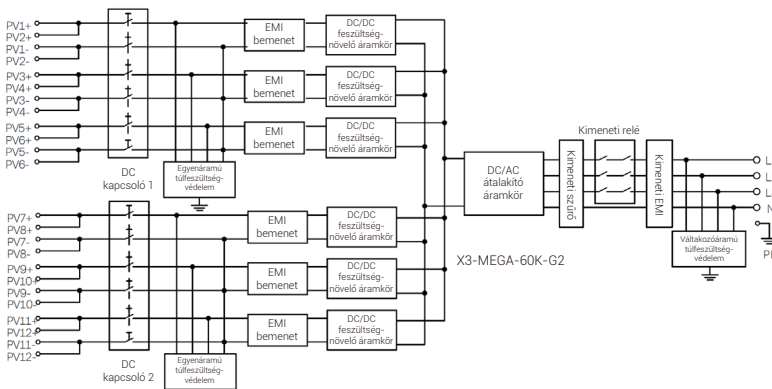 PV1+
PV2+
PV1-
PV2-
PV3+
PV4+
PV3-
PV4-
PV5+
PV6+
PV5-
PV6-
DC
kapcsoló 1
EMI
bemenet
DC/DC
feszültség-
növelő áramkör
EMI
bemenet
DC/DC
feszültség-
növelő áramkör
EMI
bemenet
DC/DC
feszültség-
növelő áramkör
Egyenáramú
túlfeszültség-
védelem
PV7+
PV8+
PV7-
PV8-
PV9+
PV10+
PV9-
PV10-
PV11+
PV12+
PV11-
PV12-
DC
kapcsoló 2
EMI
bemenet
DC/DC
feszültség-
növelő áramkör
EMI
bemenet
DC/DC
feszültség-
növelő áramkör
EMI
bemenet
DC/DC
feszültség-
növelő áramkör
Egyenáramú
túlfeszültség-
védelem
DC/AC
átalakító
áramkör
X3-MEGA-60K-G2
Kimeneti szűrő
Kimeneti relé
Kimeneti EMI
Váltakozóáramú
túlfeszültség-
védelem
L
L
L
N